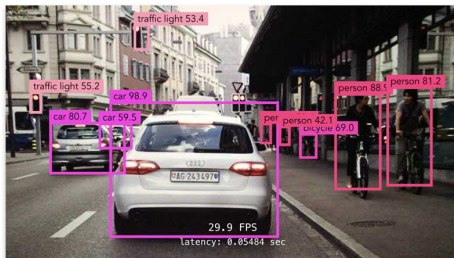 traffic light 53.4
traffic light 55.2
car 98.9
person 88.9
person 81.2
car 80.7
car 59.5
per
person 42.1
bicycle 69.0
AG·243497
29.9 FPS
latency: 0.05484 sec